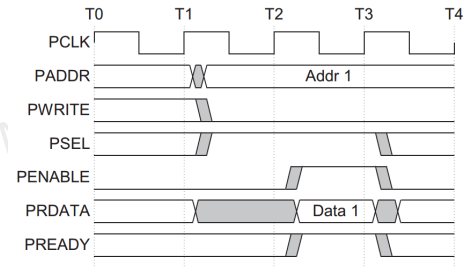 T0 T1 T2 T3 T4
PCLK
PADDR Addr 1
PWRITE
PSEL
PENABLE
PRDATA Data 1
PREADY